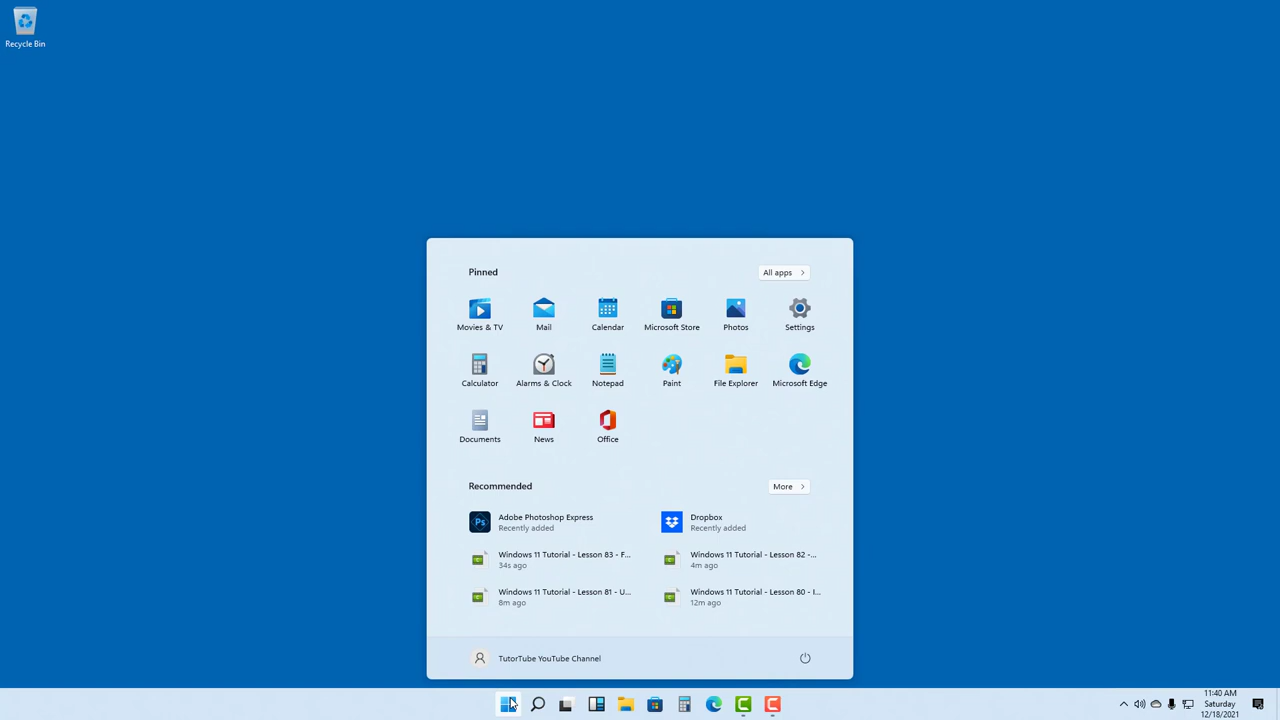 Recycle Bin
Pinned
All apps
Movies & TV
Mail
Calendar
Microsoft Store
Photos
Settings
Calculator
Alarms & Clock
Notepad
Paint
File Explorer
Microsoft Edge
Documents
News
Office
Recommended
More
Adobe Photoshop Express
Recently added
Dropbox
Recently added
Windows 11 Tutorial - Lesson 83 - F...
34s ago
Windows 11 Tutorial - Lesson 82 -...
4m ago
Windows 11 Tutorial - Lesson 81 - U...
8m ago
Windows 11 Tutorial - Lesson 80 - I...
12m ago
TutorTube YouTube Channel
11:40 AM
Saturday
12/18/2021